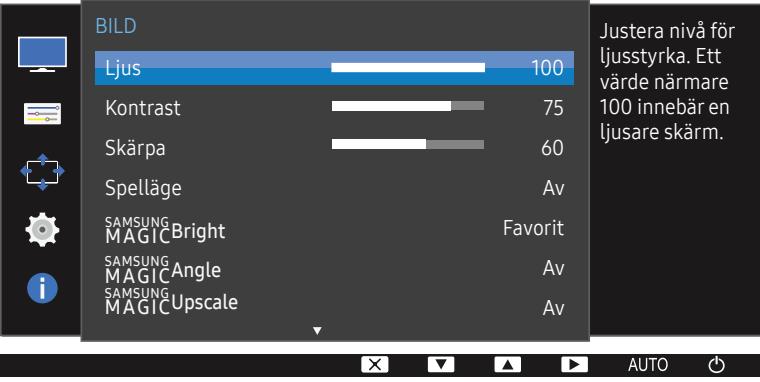 BILD
Ljus 100
Kontrast 75
Skärpa 60
Spelläge Av
SAMSUNG MAGIC Bright Favorit
SAMSUNG MAGIC Angle Av
SAMSUNG MAGIC Upscale Av
Justera nivå för
ljusstyrka. Ett
värde närmare
100 innebär en
ljusare skärm.
AUTO